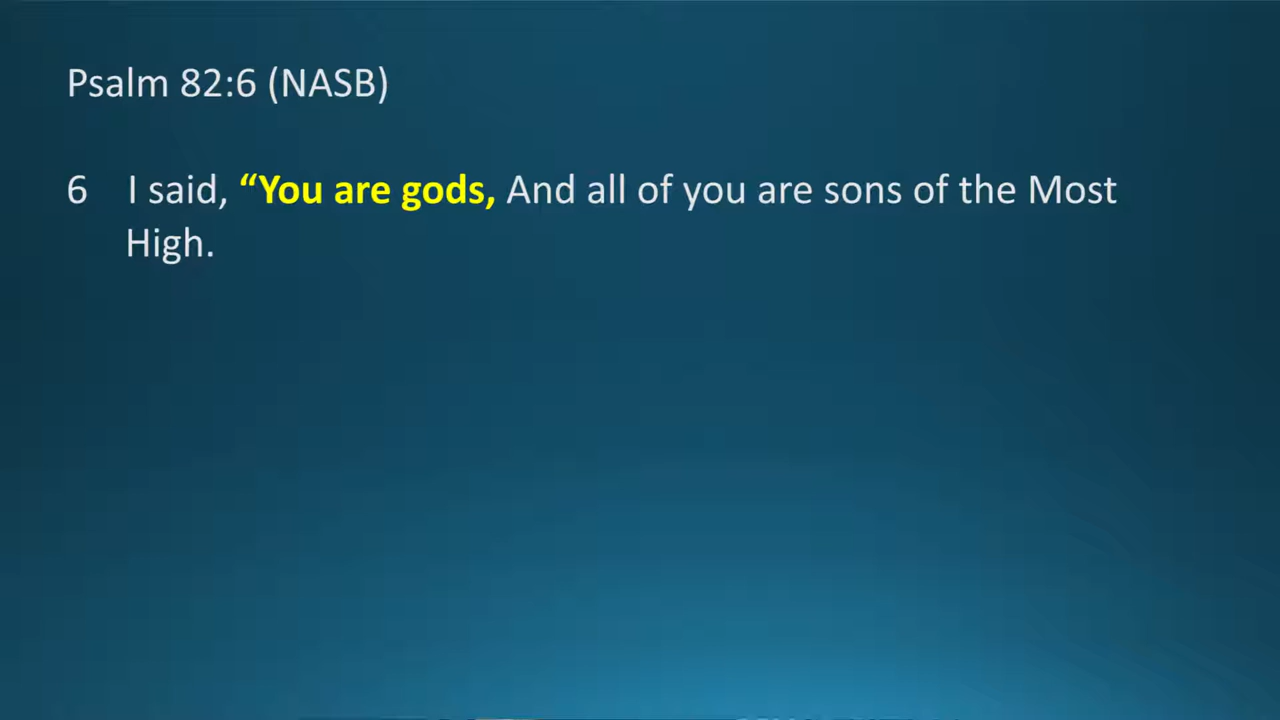 Psalm 82:6 (NASB)
6 I said, “You are gods, And all of you are sons of the Most
High.